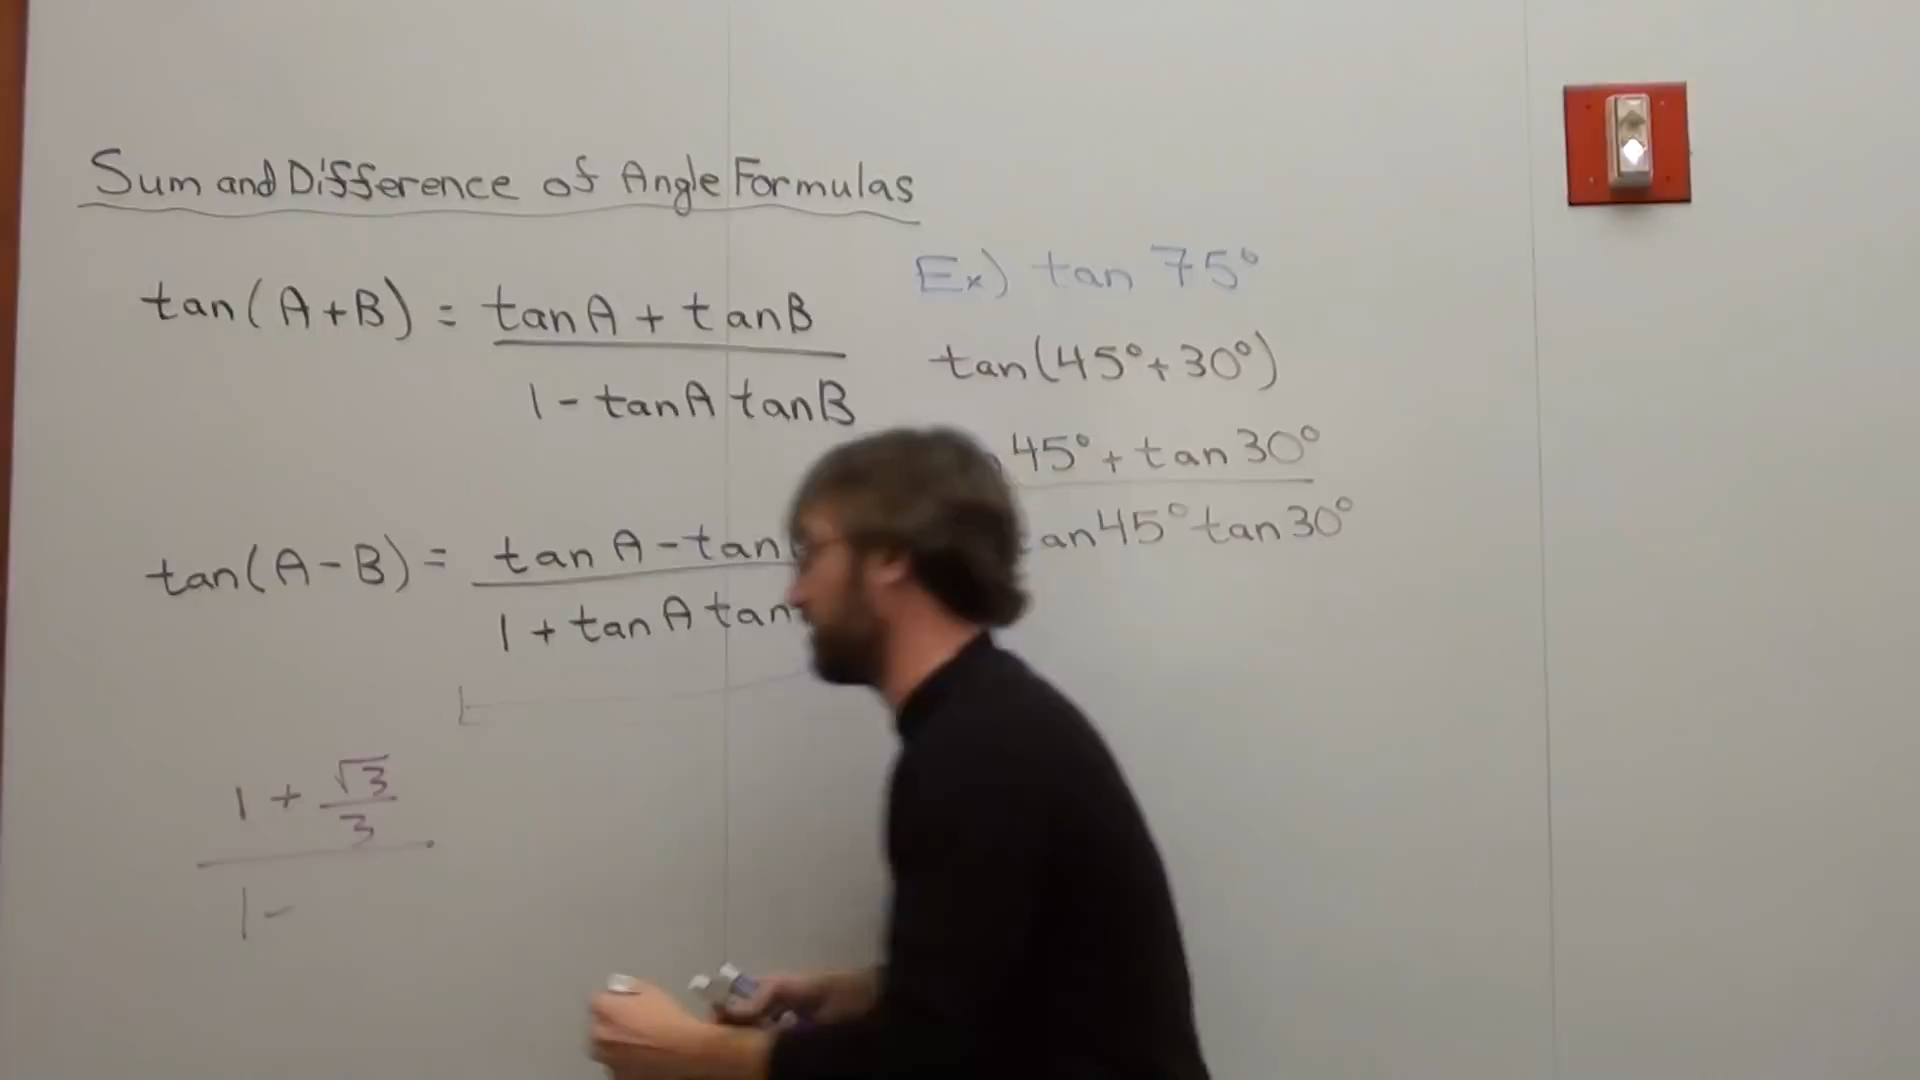 Sum and Difference of Angle Formulas
tan(A+B) = tanA + tanB
1 - tanA tanB
tan(A-B) = tan A - tan
1 + tan A tan
Ex) tan 75°
tan(45°+30°)
45° + tan 30°
an45° tan30°
1 + √3
3
1 -